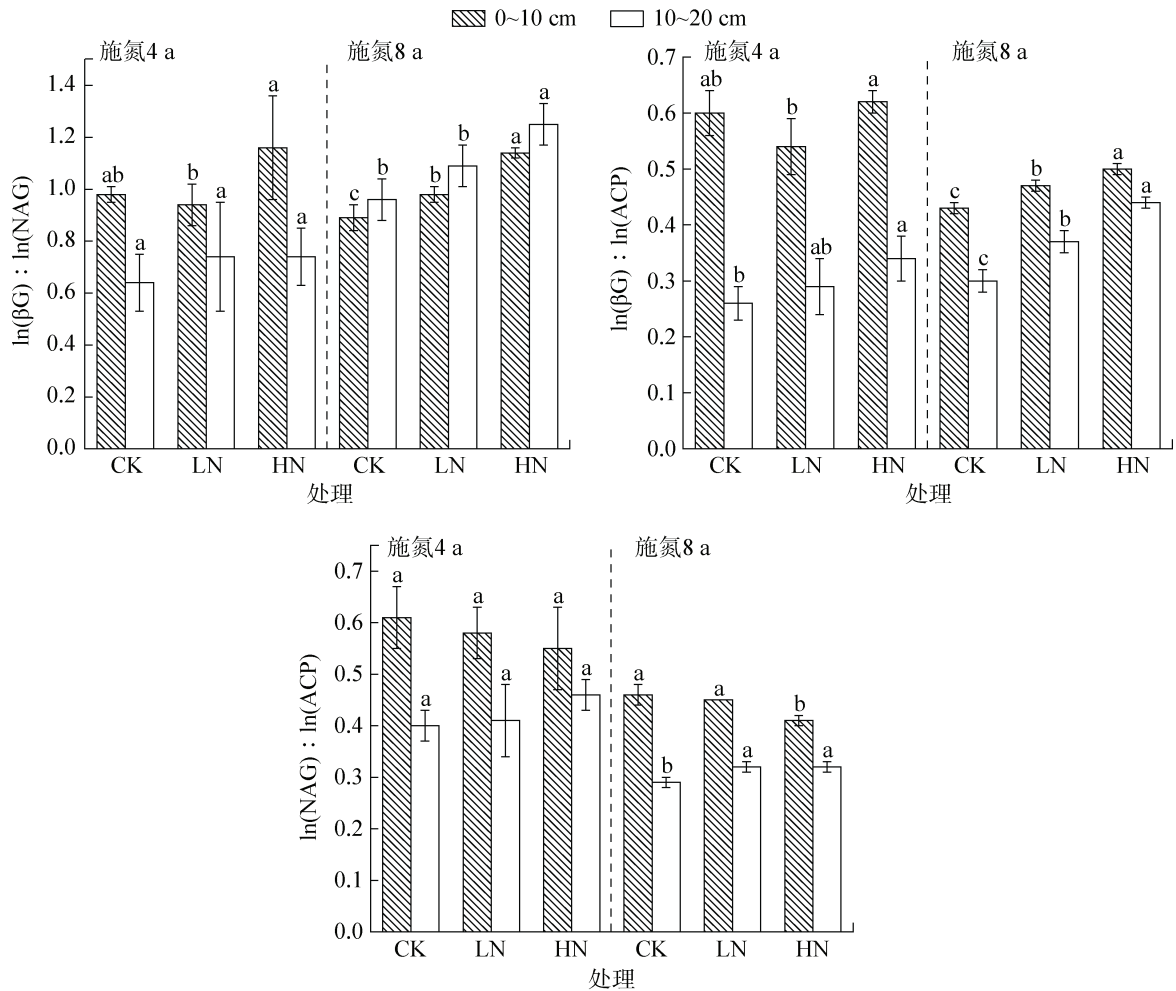 0~10 cm 10~20 cm
施氮4 a 施氮8 a
ln(βG)：ln(NAG)
1.4
1.2
1.0
0.8
0.6
0.4
0.2
0.0
ab a b a a a c b b b a a
CK LN HN CK LN HN
处理
施氮4 a 施氮8 a
ln(βG)：ln(ACP)
0.7
0.6
0.5
0.4
0.3
0.2
0.1
0.0
ab b b ab a a c c b b a a
CK LN HN CK LN HN
处理
施氮4 a 施氮8 a
ln(NAG)：ln(ACP)
0.7
0.6
0.5
0.4
0.3
0.2
0.1
0.0
a a a a a a a b a a b a
CK LN HN CK LN HN
处理